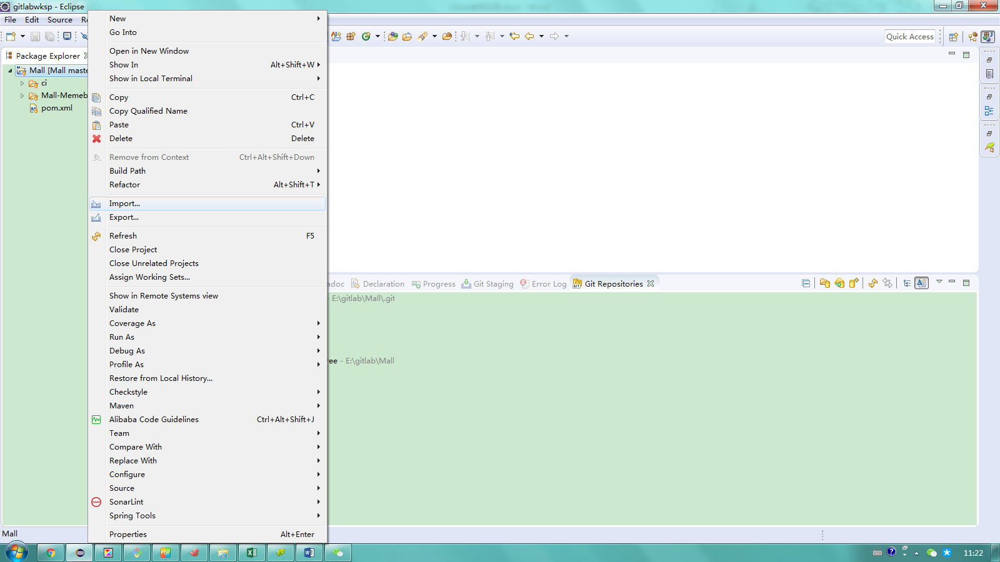 gitlabwksp - Eclipse
File Edit Source Re
Quick Access
Package Explorer
Mall [Mall maste
ci
Mall-Memeb
pom.xml
New
Go Into
Open in New Window
Show In Alt+Shift+W
Show in Local Terminal
Copy Ctrl+C
Copy Qualified Name
Paste Ctrl+V
Delete Delete
Remove from Context Ctrl+Alt+Shift+Down
Build Path
Refactor Alt+Shift+T
Import...
Export...
Refresh F5
Close Project
Close Unrelated Projects
Assign Working Sets...
Show in Remote Systems view
Validate
Coverage As
Run As
Debug As
Profile As
Restore from Local History...
Checkstyle
Maven
Alibaba Code Guidelines Ctrl+Alt+Shift+J
Team
Compare With
Replace With
Configure
Source
SonarLint
Spring Tools
Properties Alt+Enter
adoc Declaration Progress Git Staging Error Log Git Repositories
- E:\gitlab\Mall\.git
ree - E:\gitlab\Mall
Mall
PDF
11:22